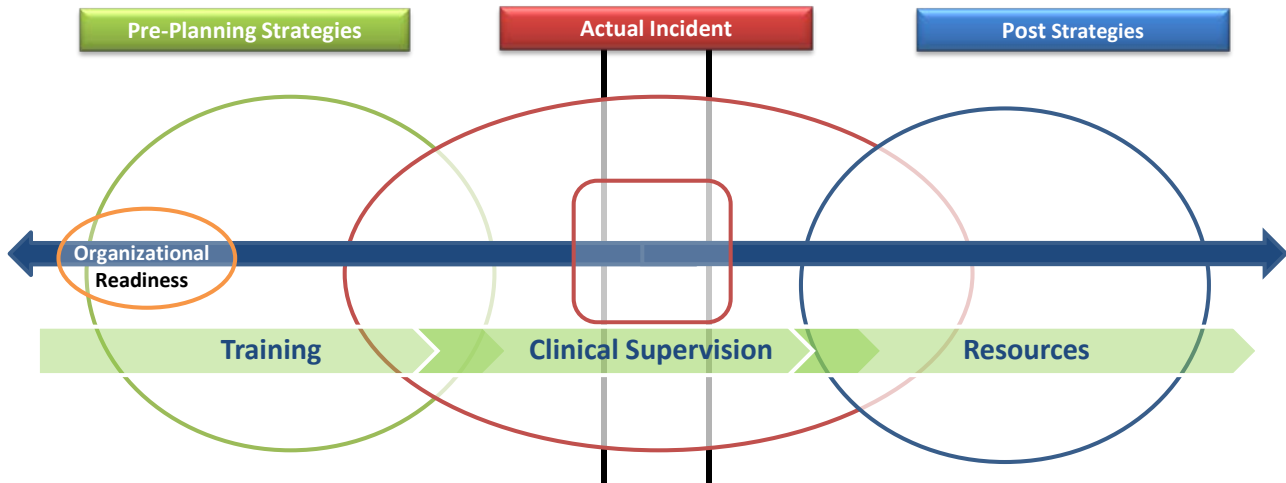 Pre-Planning Strategies
Actual Incident
Post Strategies
Organizational
Readiness
Training
Clinical Supervision
Resources